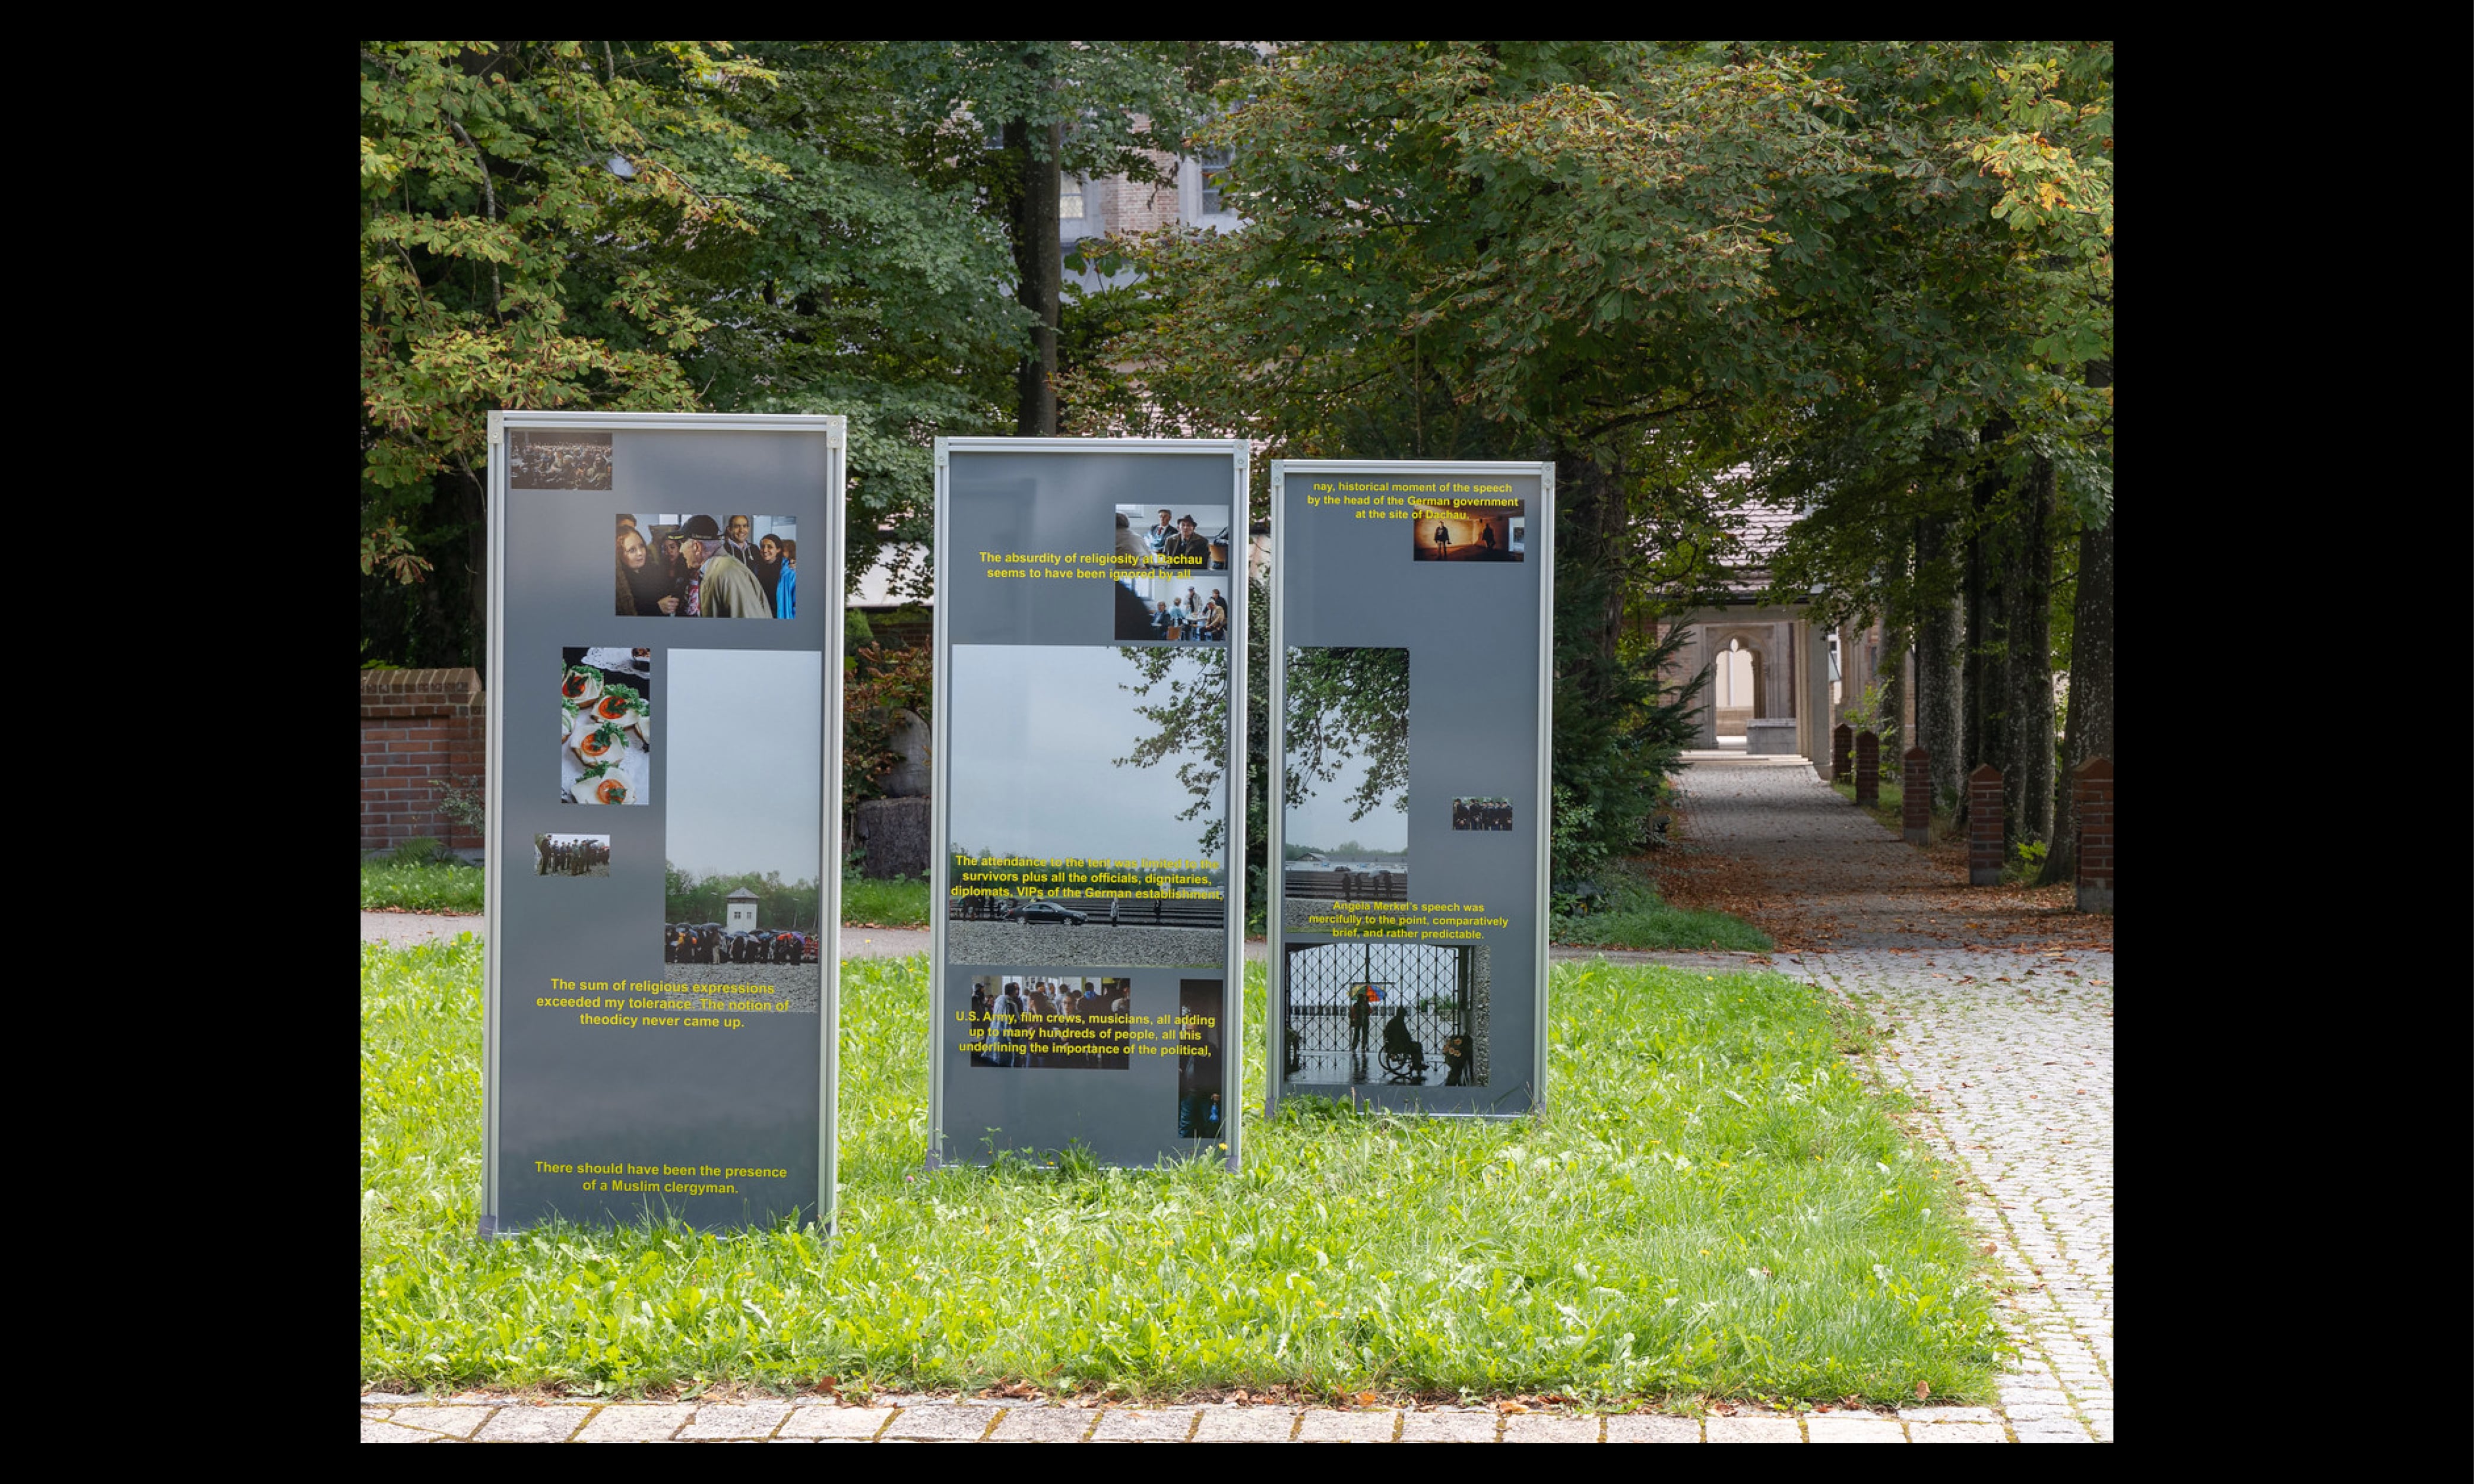 The sum of religious expressions
exceeded my tolerance. The notion of
theodicy never came up.
There should have been the presence
of a Muslim clergyman.
The absurdity of religiosity at Dachau
seems to have been ignored by all.
The attendance to the tent was limited to the
survivors plus all the officials, dignitaries,
diplomats, VIPs of the German establishment,
U.S. Army, film crews, musicians, all adding
up to many hundreds of people, all this
underlining the importance of the political,
nay, historical moment of the speech
by the head of the German government
at the site of Dachau.
Angela Merkel's speech was
mercifully to the point, comparatively
brief, and rather predictable.